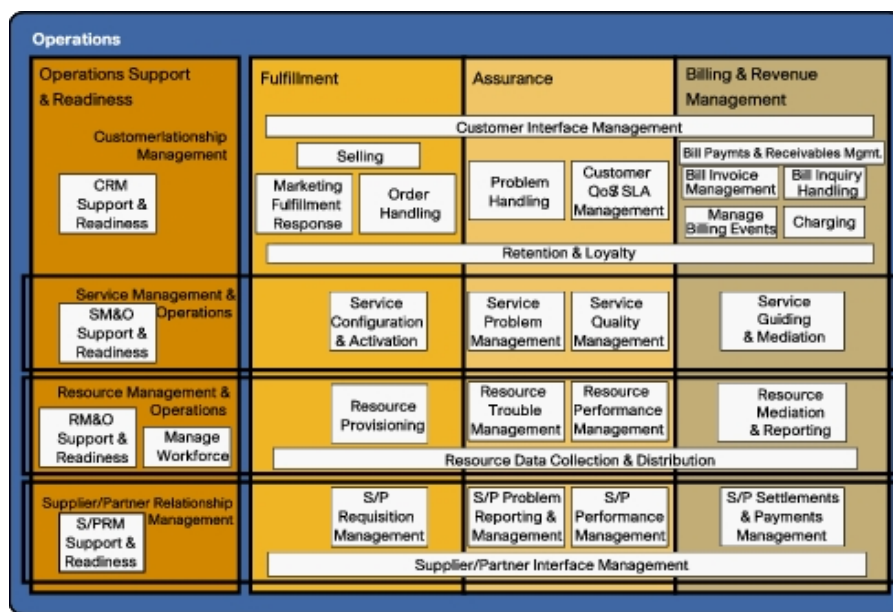 Operations
Operations Support
& Readiness
Fulfillment
Assurance
Billing & Revenue
Management
Customerlationship
Management
Customer Interface Management
Selling
Bill Paymts & Receivables Mgmt.
CRM
Support &
Readiness
Marketing
Fulfillment
Response
Order
Handling
Problem
Handling
Customer
QoS SLA
Management
Bill Invoice
Management
Bill Inquiry
Handling
Manage
Billing Events
Charging
Retention & Loyalty
Service Management &
Operations
SM&O
Support &
Readiness
Service
Configuration
& Activation
Service
Problem
Management
Service
Quality
Management
Service
Guiding
& Mediation
Resource Management &
Operations
RM&O
Support &
Readiness
Manage
Workforce
Resource
Provisioning
Resource
Trouble
Management
Resource
Performance
Management
Resource
Mediation
& Reporting
Resource Data Collection & Distribution
Supplier/Partner Relationship
Management
S/PRM
Support &
Readiness
S/P
Requisition
Management
S/P Problem
Reporting &
Management
S/P
Performance
Management
S/P Settlements
& Payments
Management
Supplier/Partner Interface Management